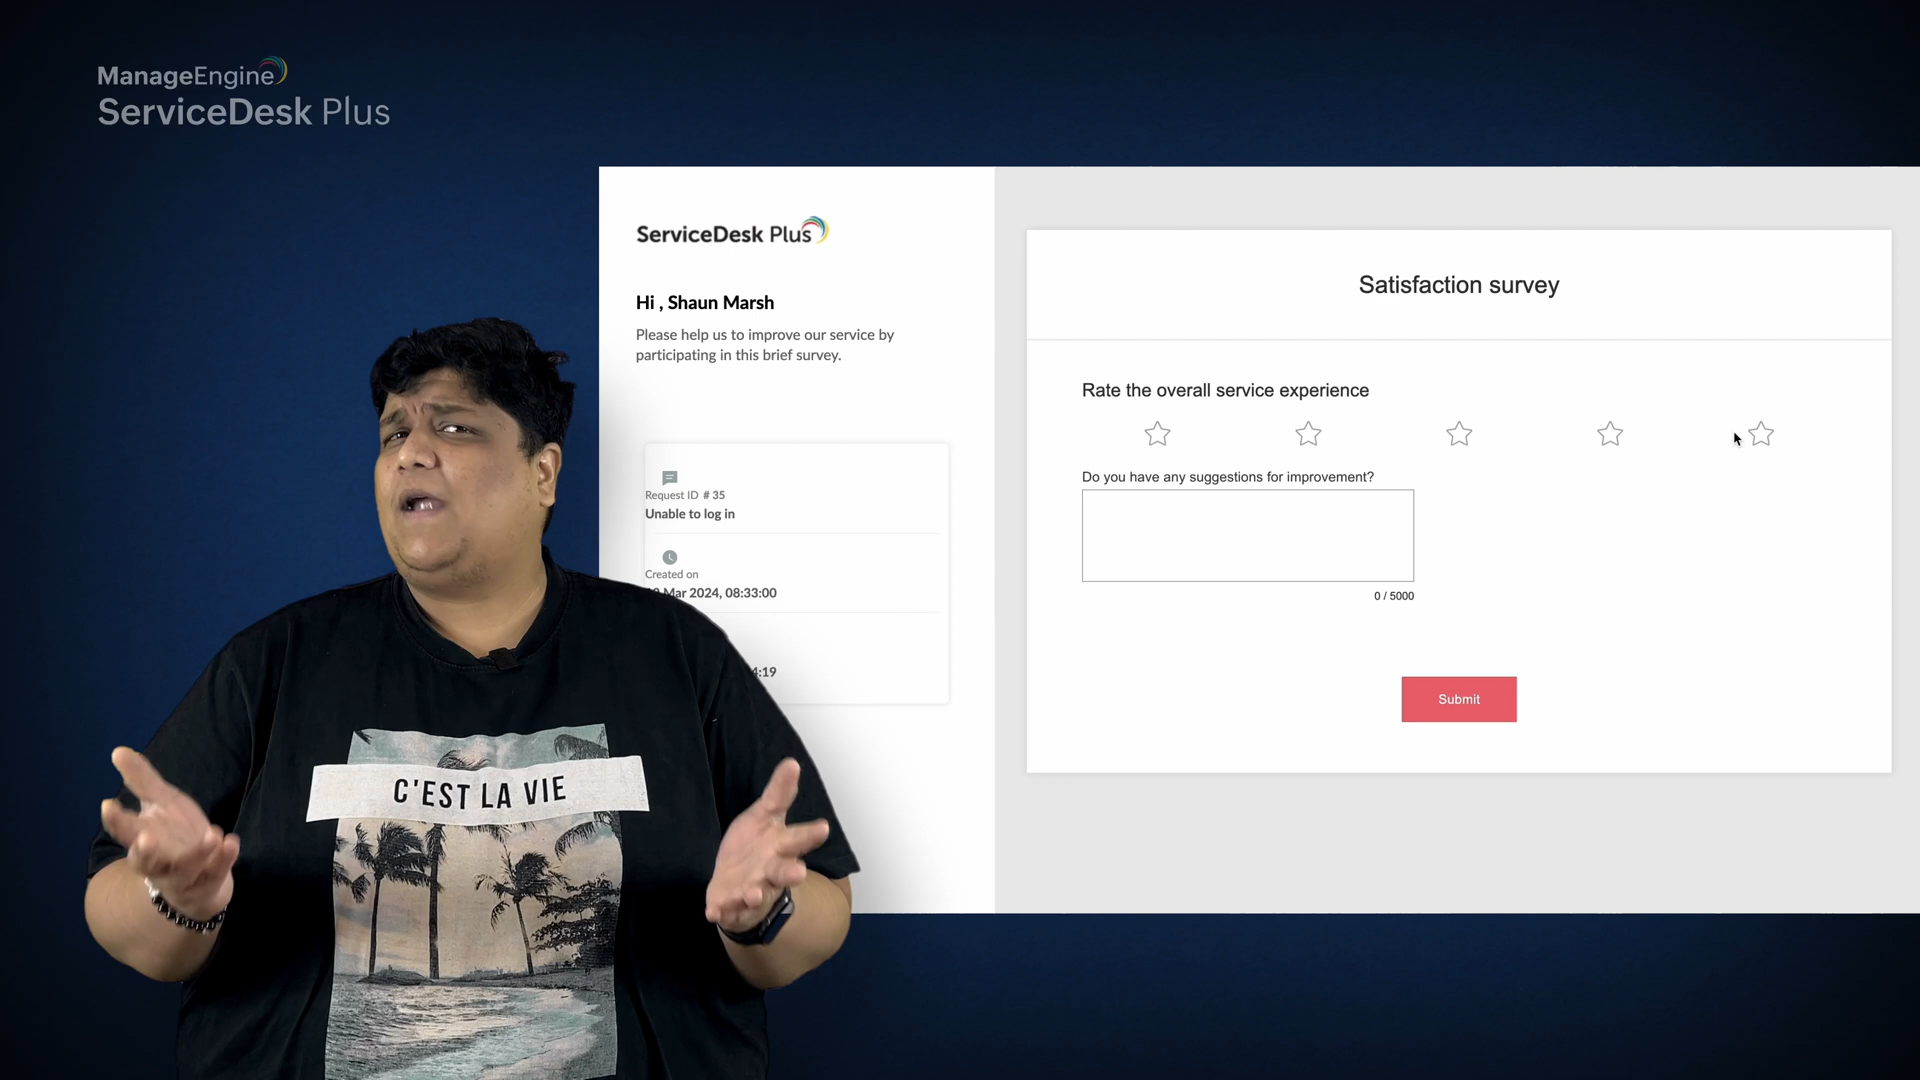 ManageEngine
ServiceDesk Plus
ServiceDesk Plus
Hi , Shaun Marsh
Please help us to improve our service by
participating in this brief survey.
Request ID # 35
Unable to log in
Created on
Mar 2024, 08:33:00
4:19
Satisfaction survey
Rate the overall service experience
Do you have any suggestions for improvement?
0 / 5000
Submit
C'EST LA VIE